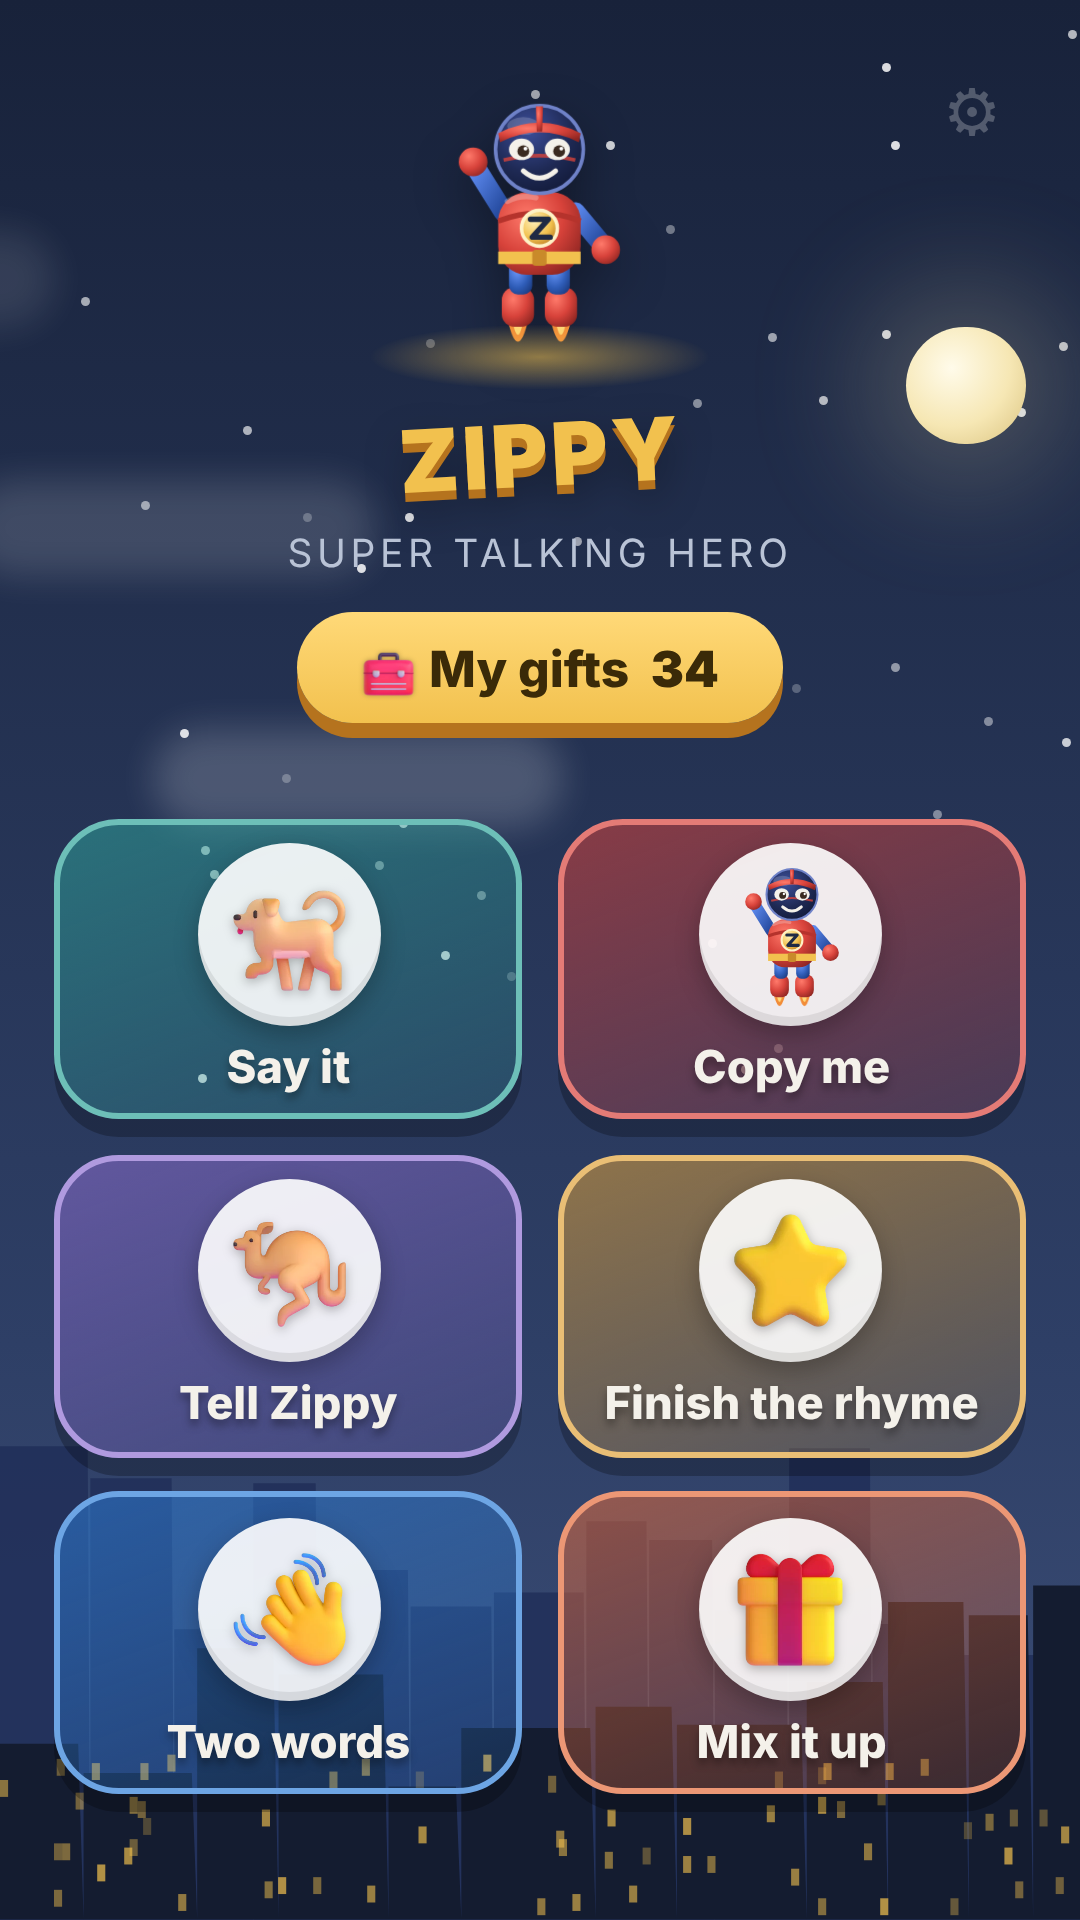 Z
ZIPPY
SUPER TALKING HERO
My gifts 34
Say it
Z
Copy me
Tell Zippy
Finish the rhyme
Two words
Mix it up